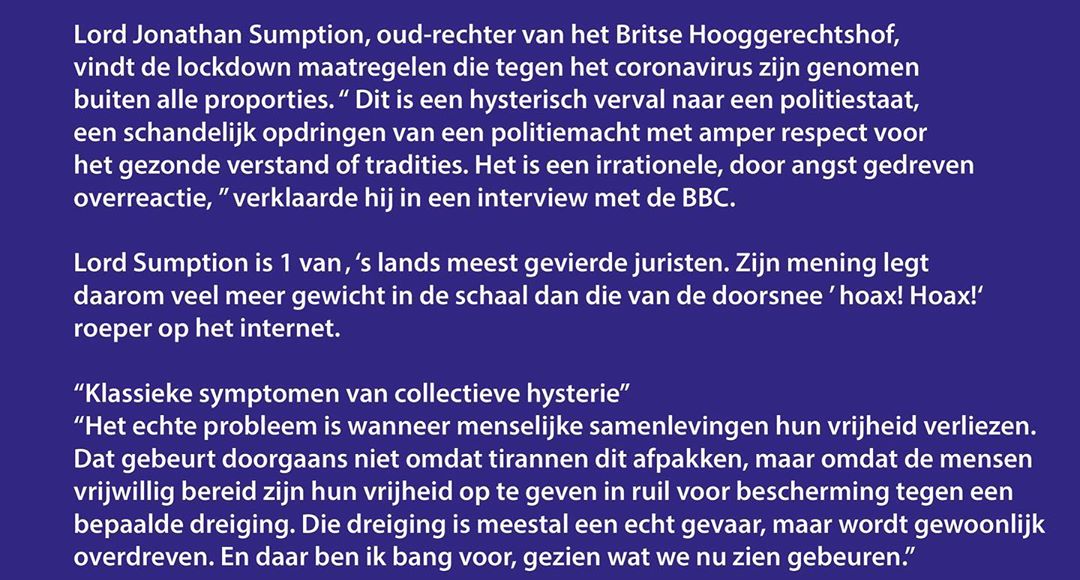 Lord Jonathan Sumption, oud-rechter van het Britse Hooggerechtshof,
vindt de lockdown maatregelen die tegen het coronavirus zijn genomen
buiten alle proporties. “ Dit is een hysterisch verval naar een politiestaat,
een schandelijk opdringen van een politiemacht met amper respect voor
het gezonde verstand of tradities. Het is een irrationele, door angst gedreven
overreactie, ” verklaarde hij in een interview met de BBC.

Lord Sumption is 1 van , ‘s lands meest gevierde juristen. Zijn mening legt
daarom veel meer gewicht in de schaal dan die van de doorsnee ’ hoax! Hoax!‘
roeper op het internet.

“Klassieke symptomen van collectieve hysterie”
“Het echte probleem is wanneer menselijke samenlevingen hun vrijheid verliezen.
Dat gebeurt doorgaans niet omdat tirannen dit afpakken, maar omdat de mensen
vrijwillig bereid zijn hun vrijheid op te geven in ruil voor bescherming tegen een
bepaalde dreiging. Die dreiging is meestal een echt gevaar, maar wordt gewoonlijk
overdreven. En daar ben ik bang voor, gezien wat we nu zien gebeuren.”